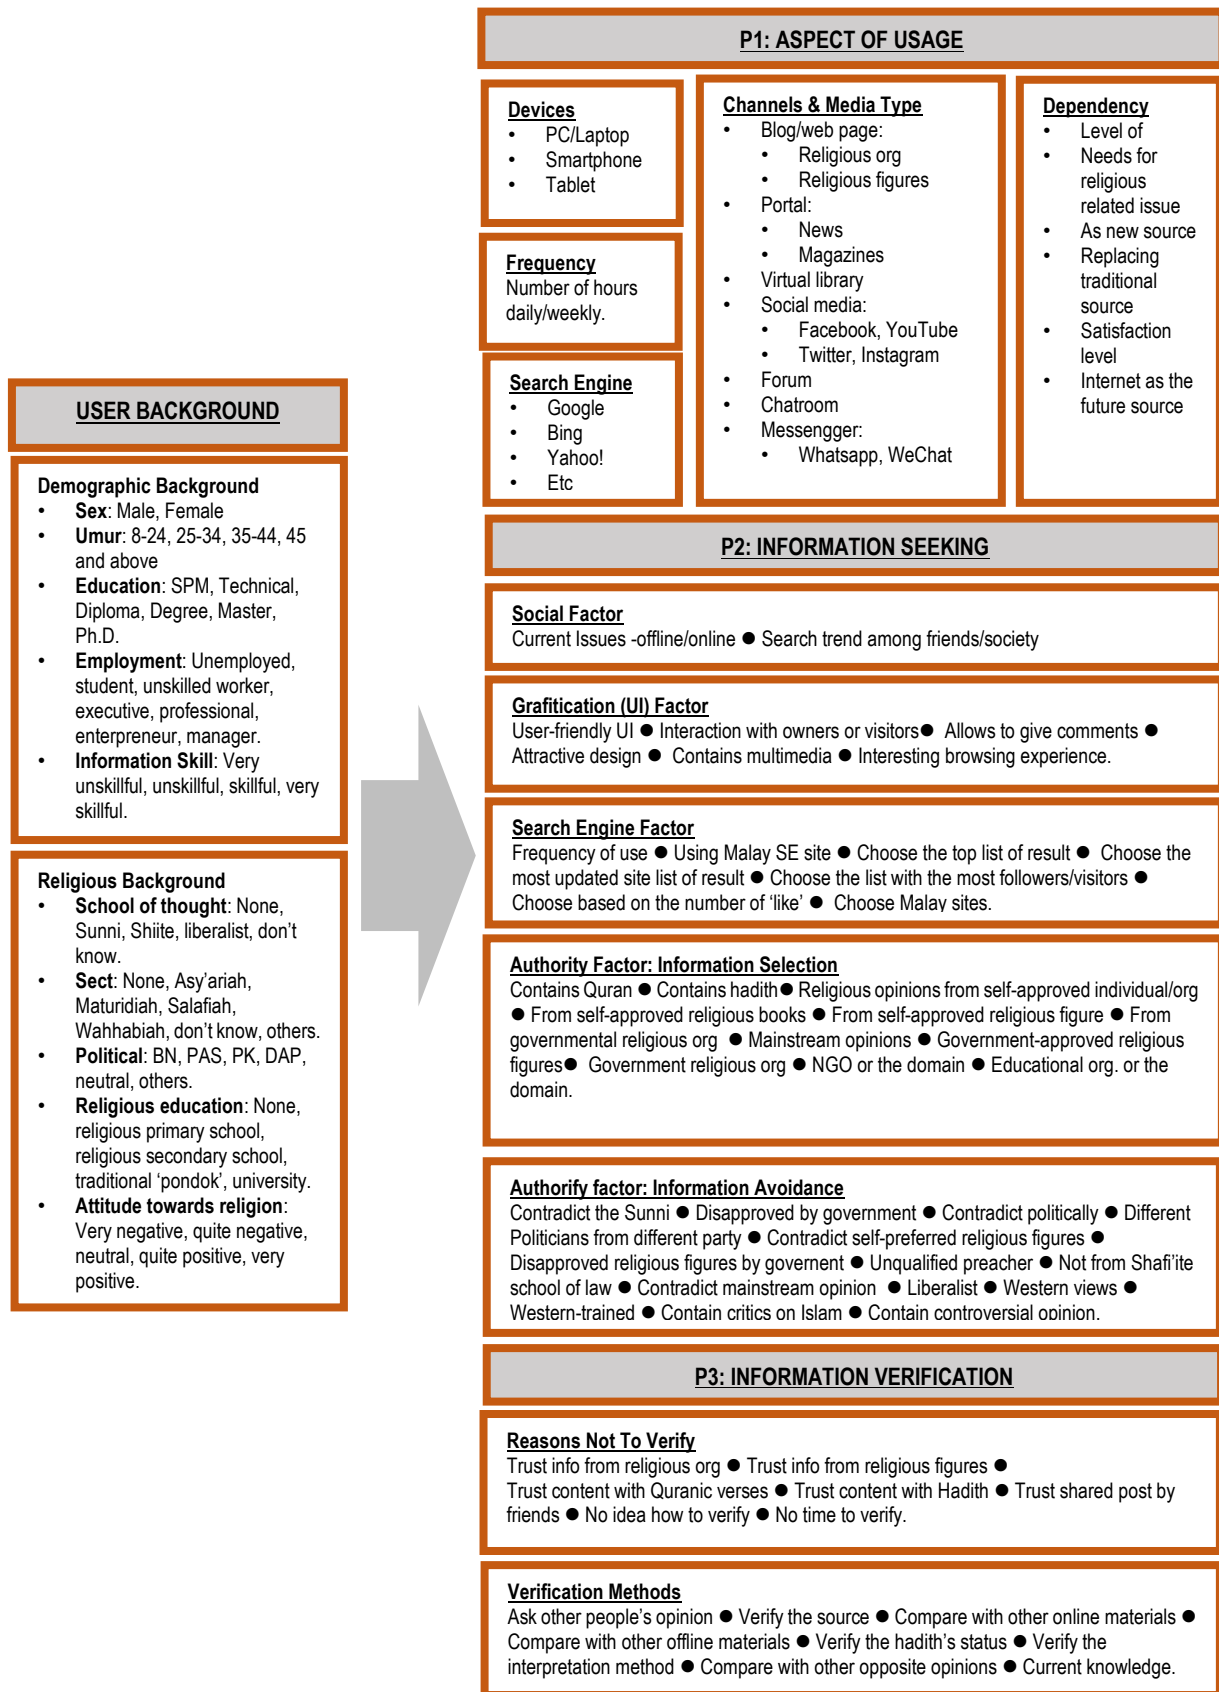 P1: ASPECT OF USAGE
Devices
• PC/Laptop
• Smartphone
• Tablet
Frequency
Number of hours
daily/weekly.
Search Engine
• Google
• Bing
• Yahoo!
• Etc
Channels & Media Type
• Blog/web page:
• Religious org
• Religious figures
• Portal:
• News
• Magazines
• Virtual library
• Social media:
• Facebook, YouTube
• Twitter, Instagram
• Forum
• Chatroom
• Messengger:
• Whatsapp, WeChat
Dependency
• Level of
• Needs for
religious
related issue
• As new source
• Replacing
traditional
source
• Satisfaction
level
• Internet as the
future source
USER BACKGROUND
Demographic Background
• Sex: Male, Female
• Umur: 8-24, 25-34, 35-44, 45
and above
• Education: SPM, Technical,
Diploma, Degree, Master,
Ph.D.
• Employment: Unemployed,
student, unskilled worker,
executive, professional,
enterpreneur, manager.
• Information Skill: Very
unskillful, unskillful, skillful, very
skillful.
Religious Background
• School of thought: None,
Sunni, Shiite, liberalist, don't
know.
• Sect: None, Asy'ariah,
Maturidiah, Salafiah,
Wahhabiah, don't know, others.
• Political: BN, PAS, PK, DAP,
neutral, others.
• Religious education: None,
religious primary school,
religious secondary school,
traditional 'pondok', university.
• Attitude towards religion:
Very negative, quite negative,
neutral, quite positive, very
positive.
P2: INFORMATION SEEKING
Social Factor
Current Issues -offline/online ● Search trend among friends/society
Grafitication (UI) Factor
User-friendly UI ● Interaction with owners or visitors● Allows to give comments ●
Attractive design ● Contains multimedia ● Interesting browsing experience.
Search Engine Factor
Frequency of use ● Using Malay SE site ● Choose the top list of result ● Choose the
most updated site list of result ● Choose the list with the most followers/visitors ●
Choose based on the number of 'like' ● Choose Malay sites.
Authority Factor: Information Selection
Contains Quran ● Contains hadith● Religious opinions from self-approved individual/org
● From self-approved religious books ● From self-approved religious figure ● From
governmental religious org ● Mainstream opinions ● Government-approved religious
figures● Government religious org ● NGO or the domain ● Educational org. or the
domain.
Authorify factor: Information Avoidance
Contradict the Sunni ● Disapproved by government ● Contradict politically ● Different
Politicians from different party ● Contradict self-preferred religious figures ●
Disapproved religious figures by governent ● Unqualified preacher ● Not from Shafi'ite
school of law ● Contradict mainstream opinion ● Liberalist ● Western views ●
Western-trained ● Contain critics on Islam ● Contain controversial opinion.
P3: INFORMATION VERIFICATION
Reasons Not To Verify
Trust info from religious org ● Trust info from religious figures ●
Trust content with Quranic verses ● Trust content with Hadith ● Trust shared post by
friends ● No idea how to verify ● No time to verify.
Verification Methods
Ask other people's opinion ● Verify the source ● Compare with other online materials ●
Compare with other offline materials ● Verify the hadith's status ● Verify the
interpretation method ● Compare with other opposite opinions ● Current knowledge.